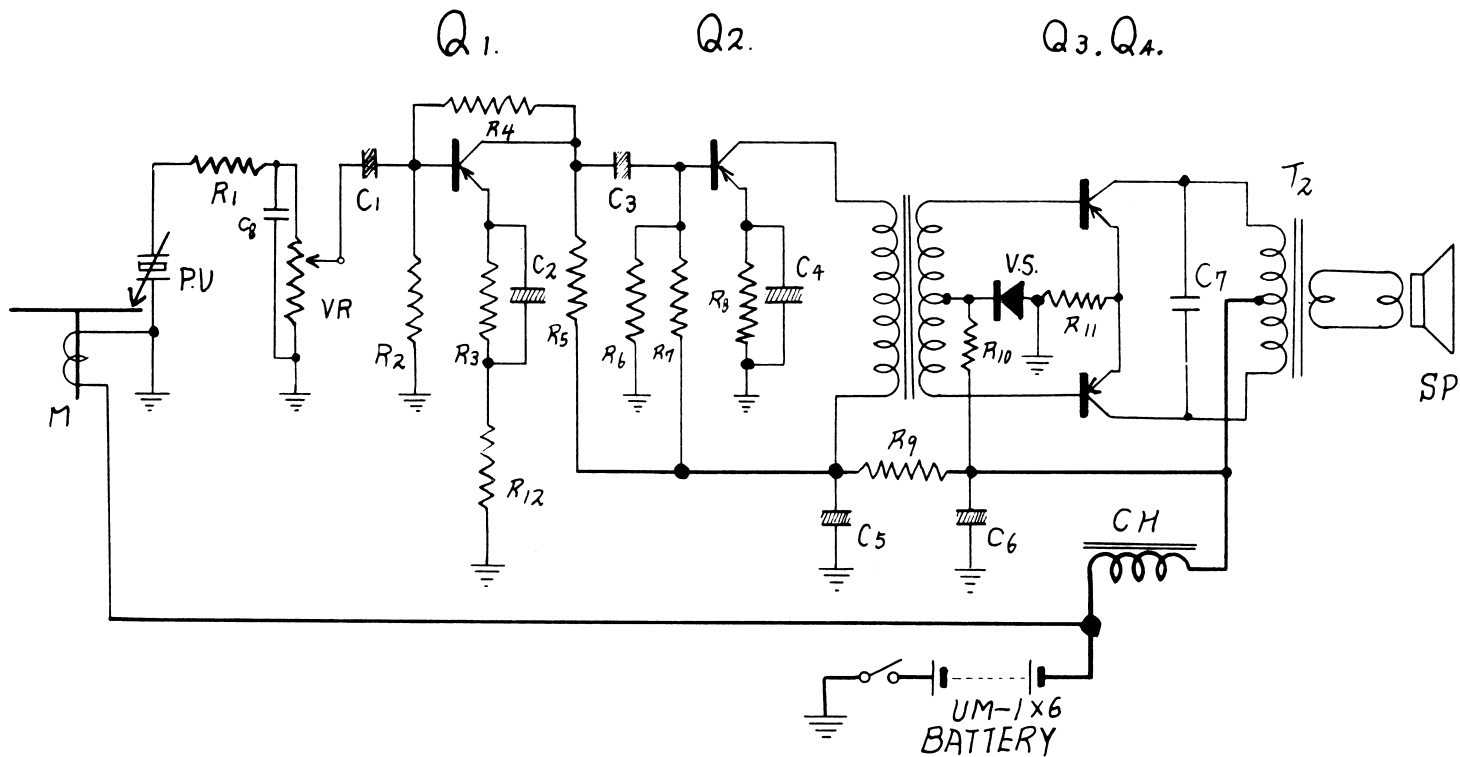 Q1.
Q2.
Q3. Q4.
R4
R1
C8
C1
C3
P.U
VR
M
R2
R3
C2
R5
R6
R7
R8
C4
V.S.
R10
R11
C7
T2
SP
R12
R9
C5
C6
CH
UM-1×6
BATTERY